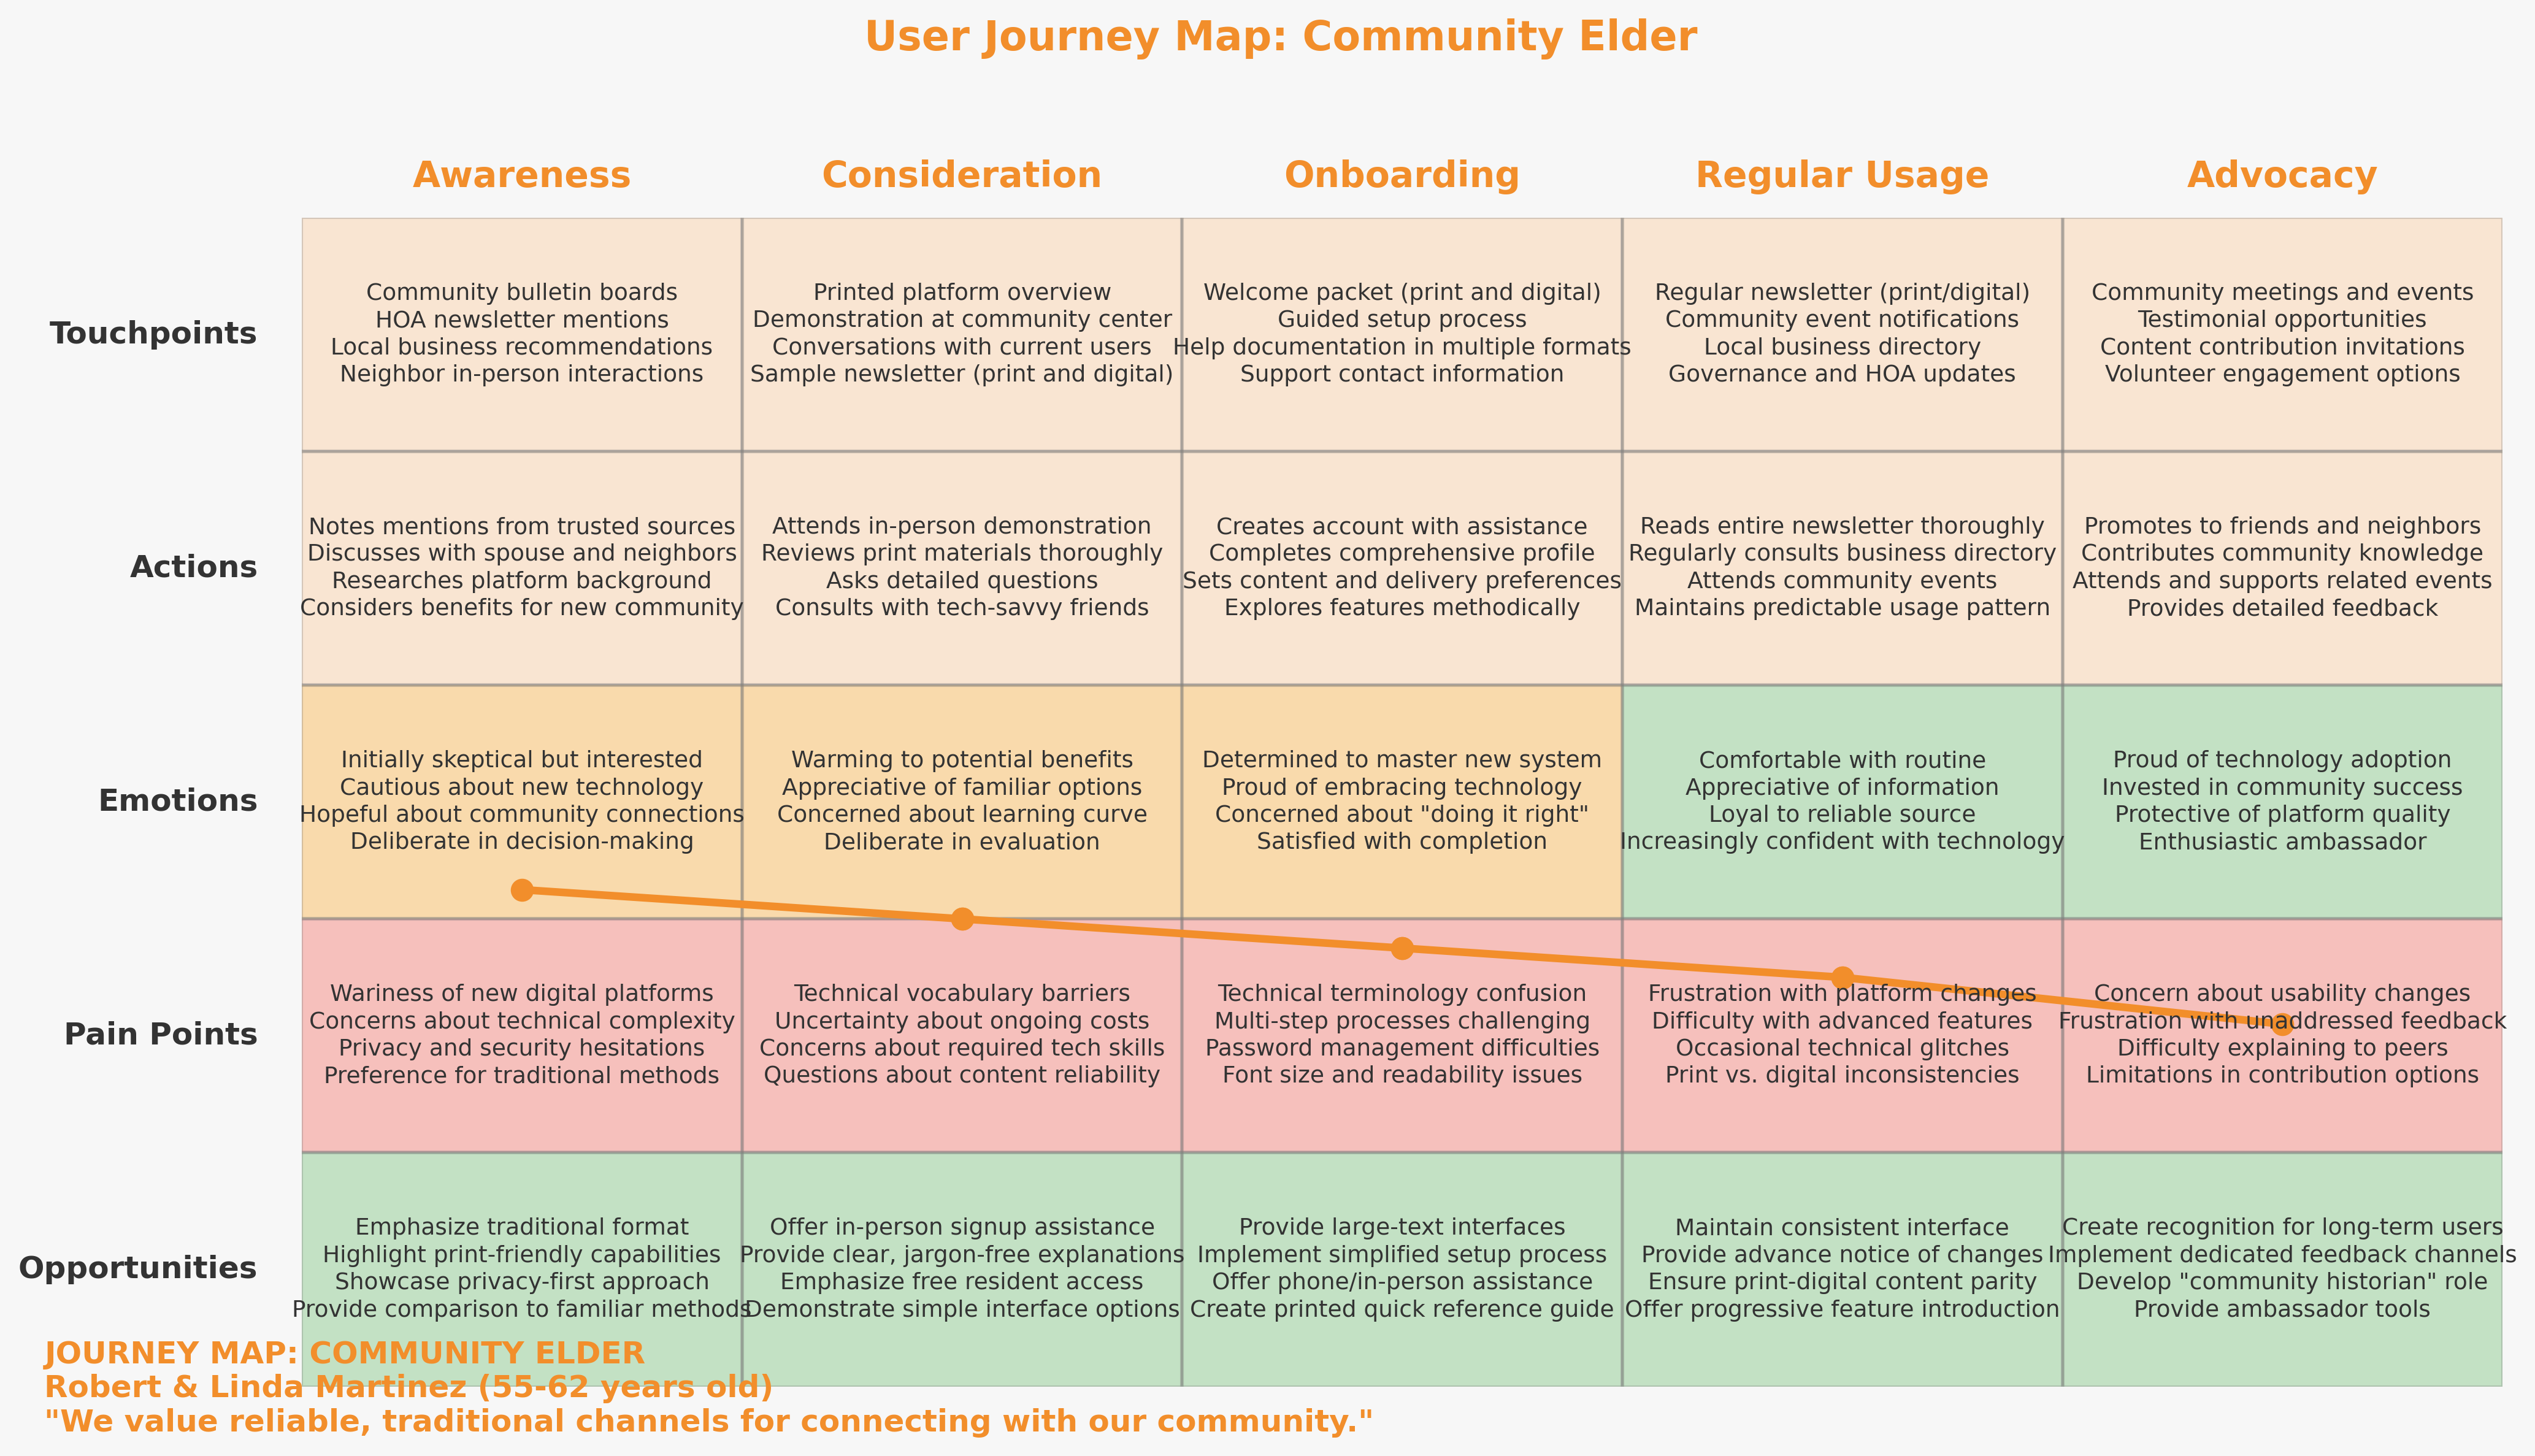 User Journey Map: Community Elder
Awareness
Consideration
Onboarding
Regular Usage
Advocacy
Touchpoints
Community bulletin boards
HOA newsletter mentions
Local business recommendations
Neighbor in-person interactions
Printed platform overview
Demonstration at community center
Conversations with current users
Sample newsletter (print and digital)
Welcome packet (print and digital)
Guided setup process
Help documentation in multiple formats
Support contact information
Regular newsletter (print/digital)
Community event notifications
Local business directory
Governance and HOA updates
Community meetings and events
Testimonial opportunities
Content contribution invitations
Volunteer engagement options
Actions
Notes mentions from trusted sources
Discusses with spouse and neighbors
Researches platform background
Considers benefits for new community
Attends in-person demonstration
Reviews print materials thoroughly
Asks detailed questions
Consults with tech-savvy friends
Creates account with assistance
Completes comprehensive profile
Sets content and delivery preferences
Explores features methodically
Reads entire newsletter thoroughly
Regularly consults business directory
Attends community events
Maintains predictable usage pattern
Promotes to friends and neighbors
Contributes community knowledge
Attends and supports related events
Provides detailed feedback
Emotions
Initially skeptical but interested
Cautious about new technology
Hopeful about community connections
Deliberate in decision-making
Warming to potential benefits
Appreciative of familiar options
Concerned about learning curve
Deliberate in evaluation
Determined to master new system
Proud of embracing technology
Concerned about "doing it right"
Satisfied with completion
Comfortable with routine
Appreciative of information
Loyal to reliable source
Increasingly confident with technology
Proud of technology adoption
Invested in community success
Protective of platform quality
Enthusiastic ambassador
Pain Points
Wariness of new digital platforms
Concerns about technical complexity
Privacy and security hesitations
Preference for traditional methods
Technical vocabulary barriers
Uncertainty about ongoing costs
Concerns about required tech skills
Questions about content reliability
Technical terminology confusion
Multi-step processes challenging
Password management difficulties
Font size and readability issues
Frustration with platform changes
Difficulty with advanced features
Occasional technical glitches
Print vs. digital inconsistencies
Concern about usability changes
Frustration with unaddressed feedback
Difficulty explaining to peers
Limitations in contribution options
Opportunities
Emphasize traditional format
Highlight print-friendly capabilities
Showcase privacy-first approach
Provide comparison to familiar methods
Offer in-person signup assistance
Provide clear, jargon-free explanations
Emphasize free resident access
Demonstrate simple interface options
Provide large-text interfaces
Implement simplified setup process
Offer phone/in-person assistance
Create printed quick reference guide
Maintain consistent interface
Provide advance notice of changes
Ensure print-digital content parity
Offer progressive feature introduction
Create recognition for long-term users
Implement dedicated feedback channels
Develop "community historian" role
Provide ambassador tools
JOURNEY MAP: COMMUNITY ELDER
Robert & Linda Martinez (55-62 years old)
"We value reliable, traditional channels for connecting with our community."